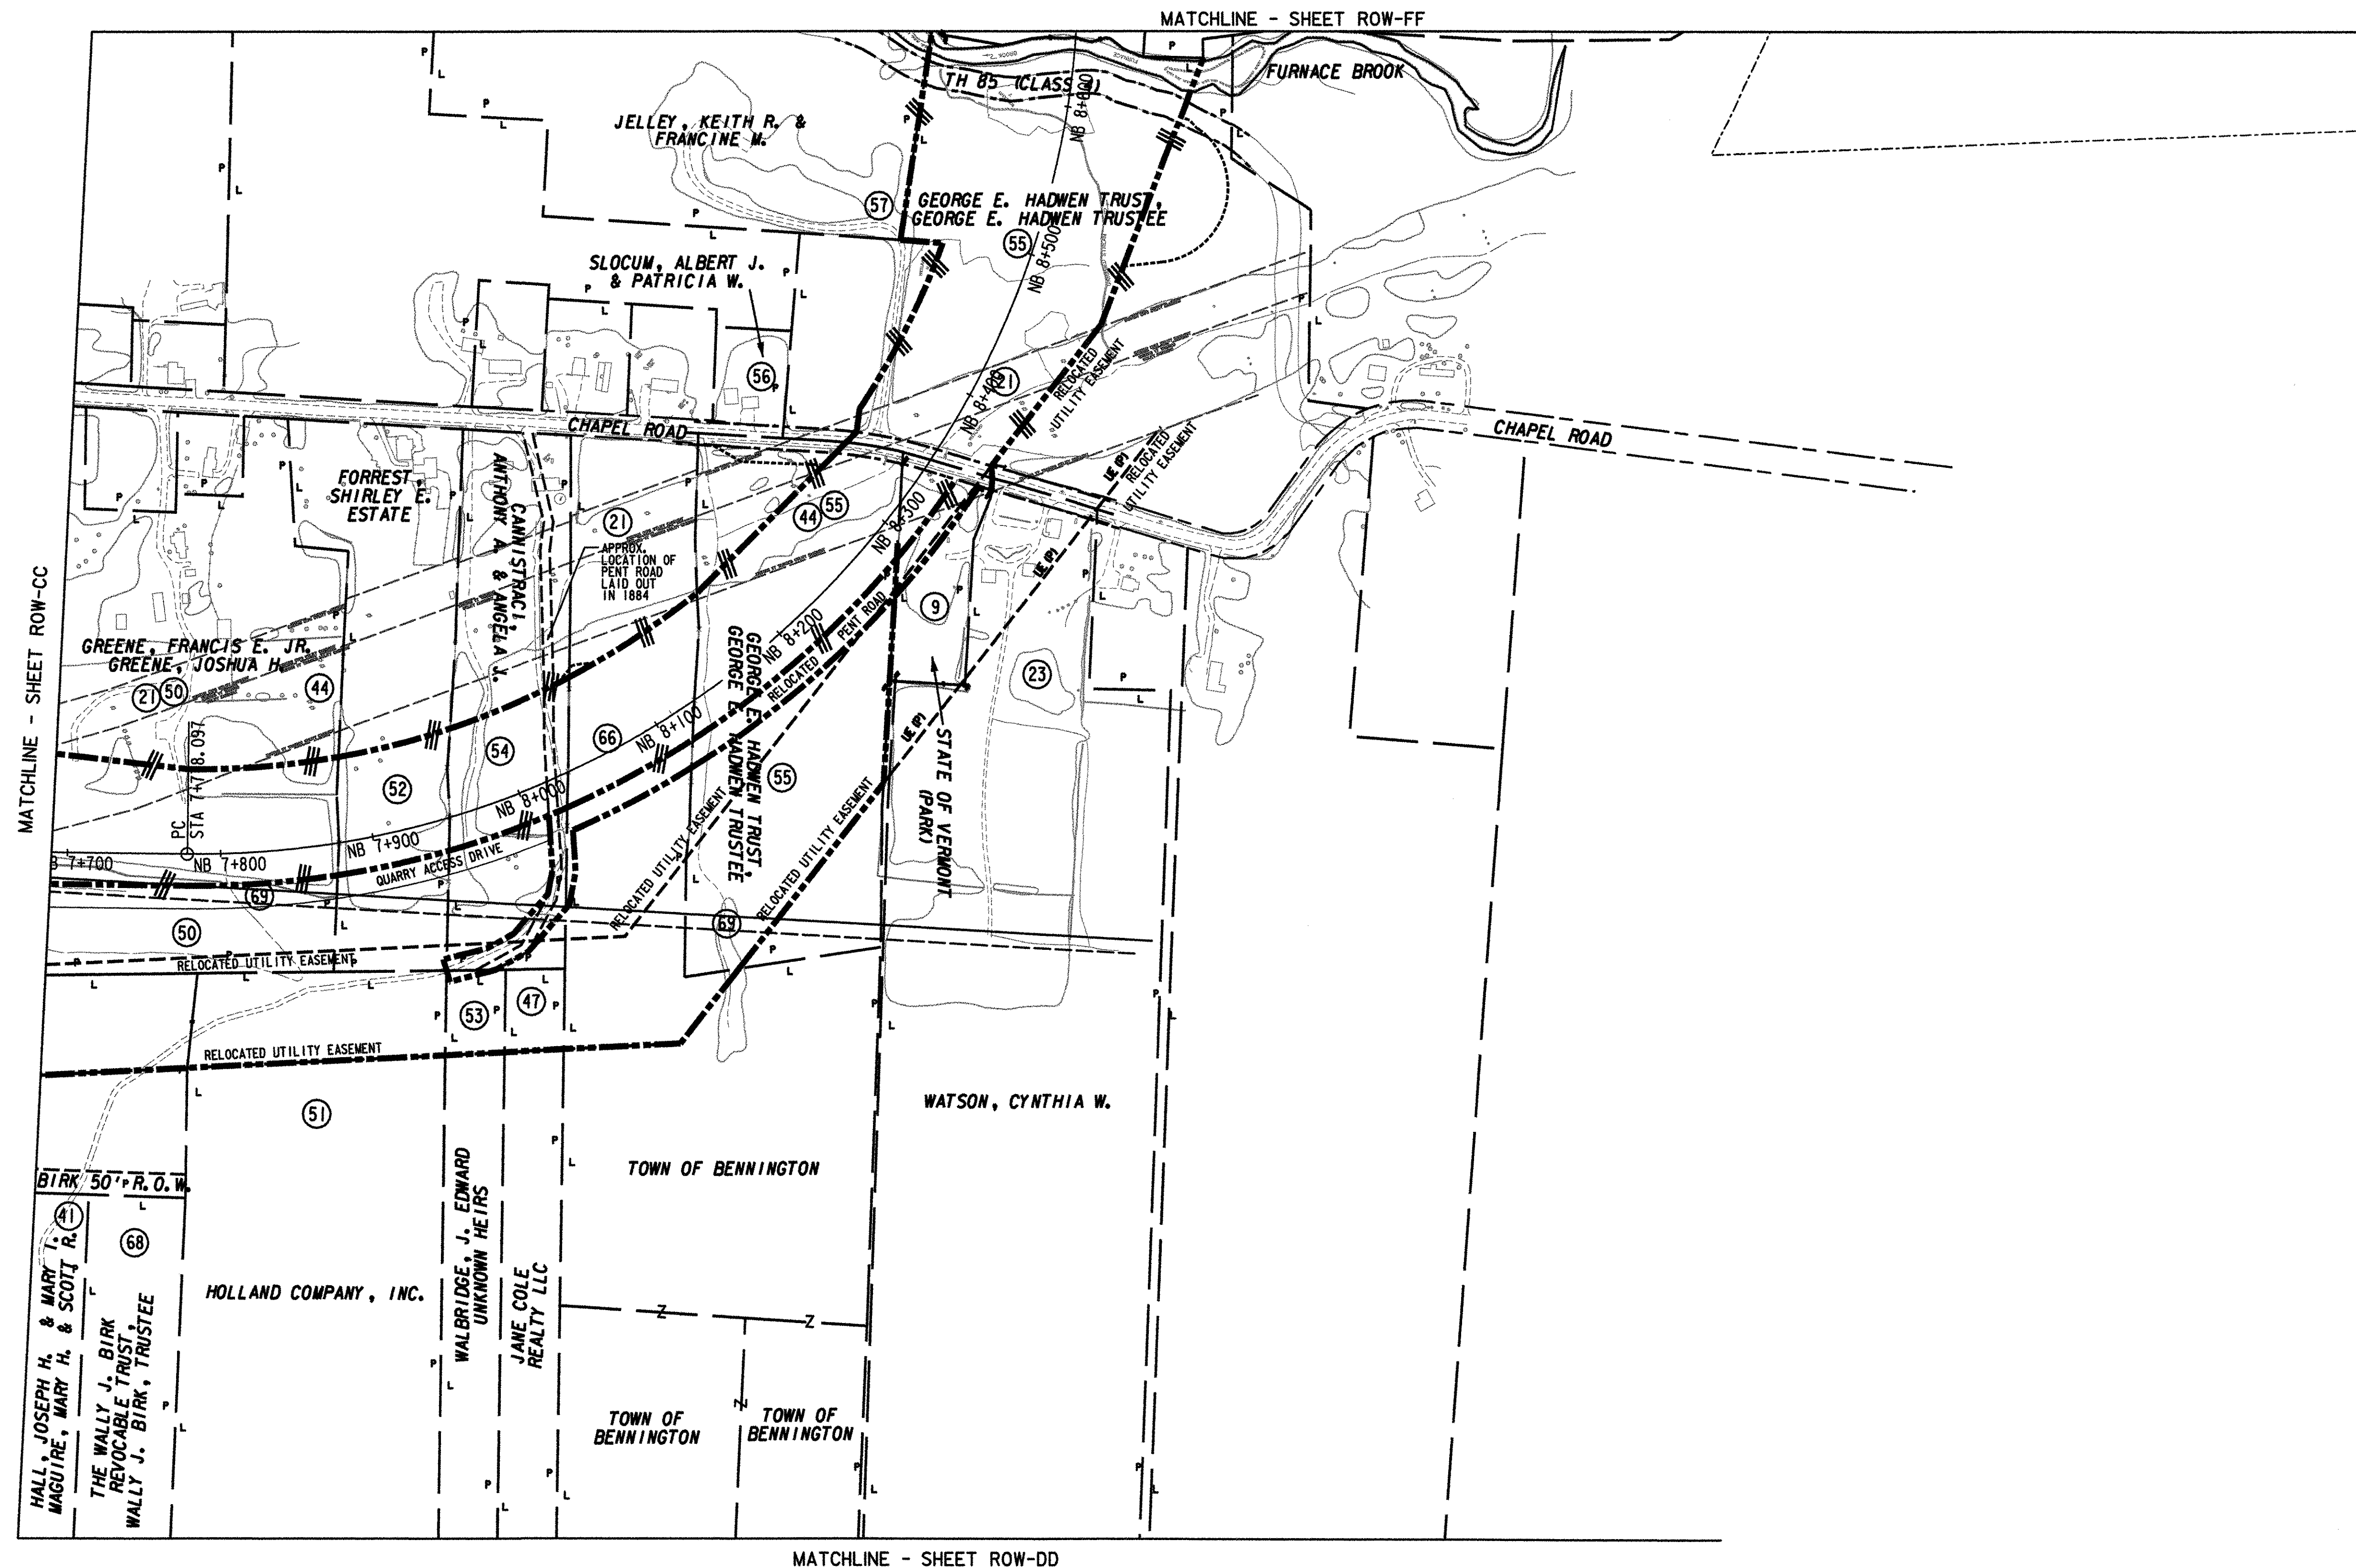 MATCHLINE - SHEET ROW-FF
FURNACE BROOK
JELLEY, KEITH R. &
FRANCINE M.
57
NB 8+600
GEORGE E. HADWEN TRUST,
GEORGE E. HADWEN TRUSTEE
55
NB 8+500
SLOCUM, ALBERT J.
& PATRICIA W.
56
21
NB 8+400
RELOCATED
UTILITY EASEMENT
CHAPEL ROAD
CHAPEL ROAD
UE (P)
RELOCATED
UTILITY EASEMENT
FORREST,
SHIRLEY E.
ESTATE
CANNISTRACI,
ANTHONY A. & ANGELA J.
21
44
55
NB 8+300
APPROX.
LOCATION OF
PENT ROAD
LAID OUT
IN 1884
UE (P)
9
MATCHLINE - SHEET ROW-CC
GREENE, FRANCIS E. JR.
GREENE, JOSHUA H.
21
50
44
NB 8+200
RELOCATED PENT ROAD
GEORGE E. HADWEN TRUST,
GEORGE E. HADWEN TRUSTEE
23
UE (P)
STATE OF VERMONT
(PARK)
54
66
NB 8+100
55
52
PC
NB 8+000
NB 7+900
QUARRY ACCESS DRIVE
7+700
NB 7+800
69
50
RELOCATED UTILITY EASEMENT
RELOCATED UTILITY EASEMENT
69
RELOCATED UTILITY EASEMENT
53
47
RELOCATED UTILITY EASEMENT
51
WATSON, CYNTHIA W.
TOWN OF BENNINGTON
BIRK 50' R.O.W.
41
68
HALL, JOSEPH H. & MARY T.
MAGUIRE, MARY H. & SCOTT R.
THE WALLY J. BIRK
REVOCABLE TRUST,
WALLY J. BIRK, TRUSTEE
HOLLAND COMPANY, INC.
WALBRIDGE, J. EDWARD
UNKNOWN HEIRS
JANE COLE
REALTY LLC
TOWN OF
BENNINGTON
TOWN OF
BENNINGTON
MATCHLINE - SHEET ROW-DD